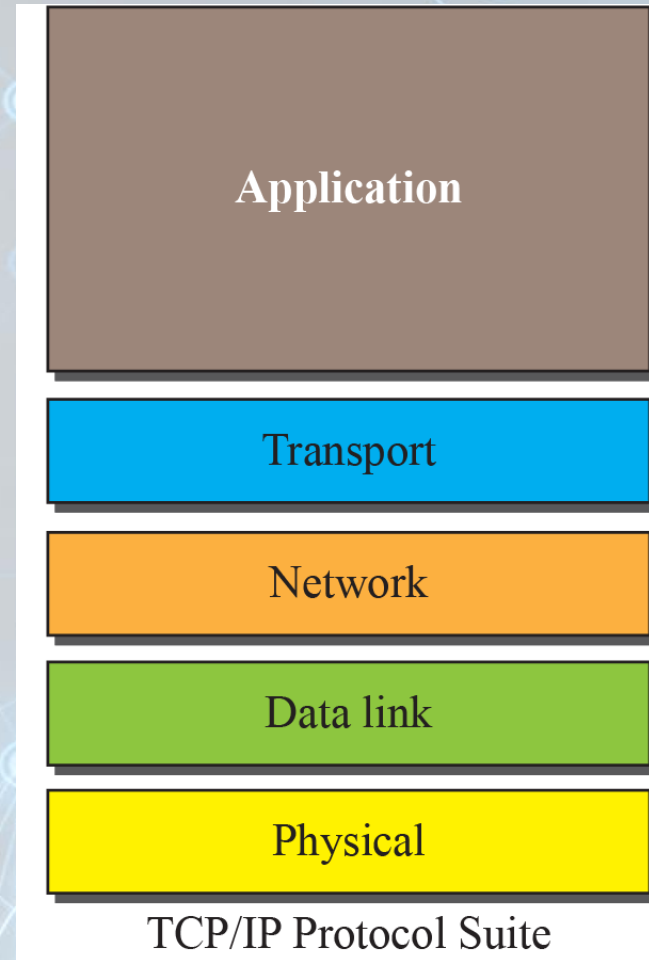 Application
Transport
Network
Data link
Physical
TCP/IP Protocol Suite